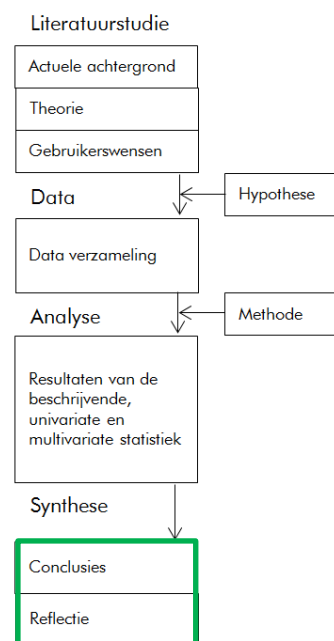 Literatuurstudie
Actuele achtergrond
Theorie
Gebruikerswensen
Hypothese
Data
Data verzameling
Methode
Analyse
Resultaten van de
beschrijvende,
univariate en
multivariate statistiek
Synthese
Conclusies
Reflectie